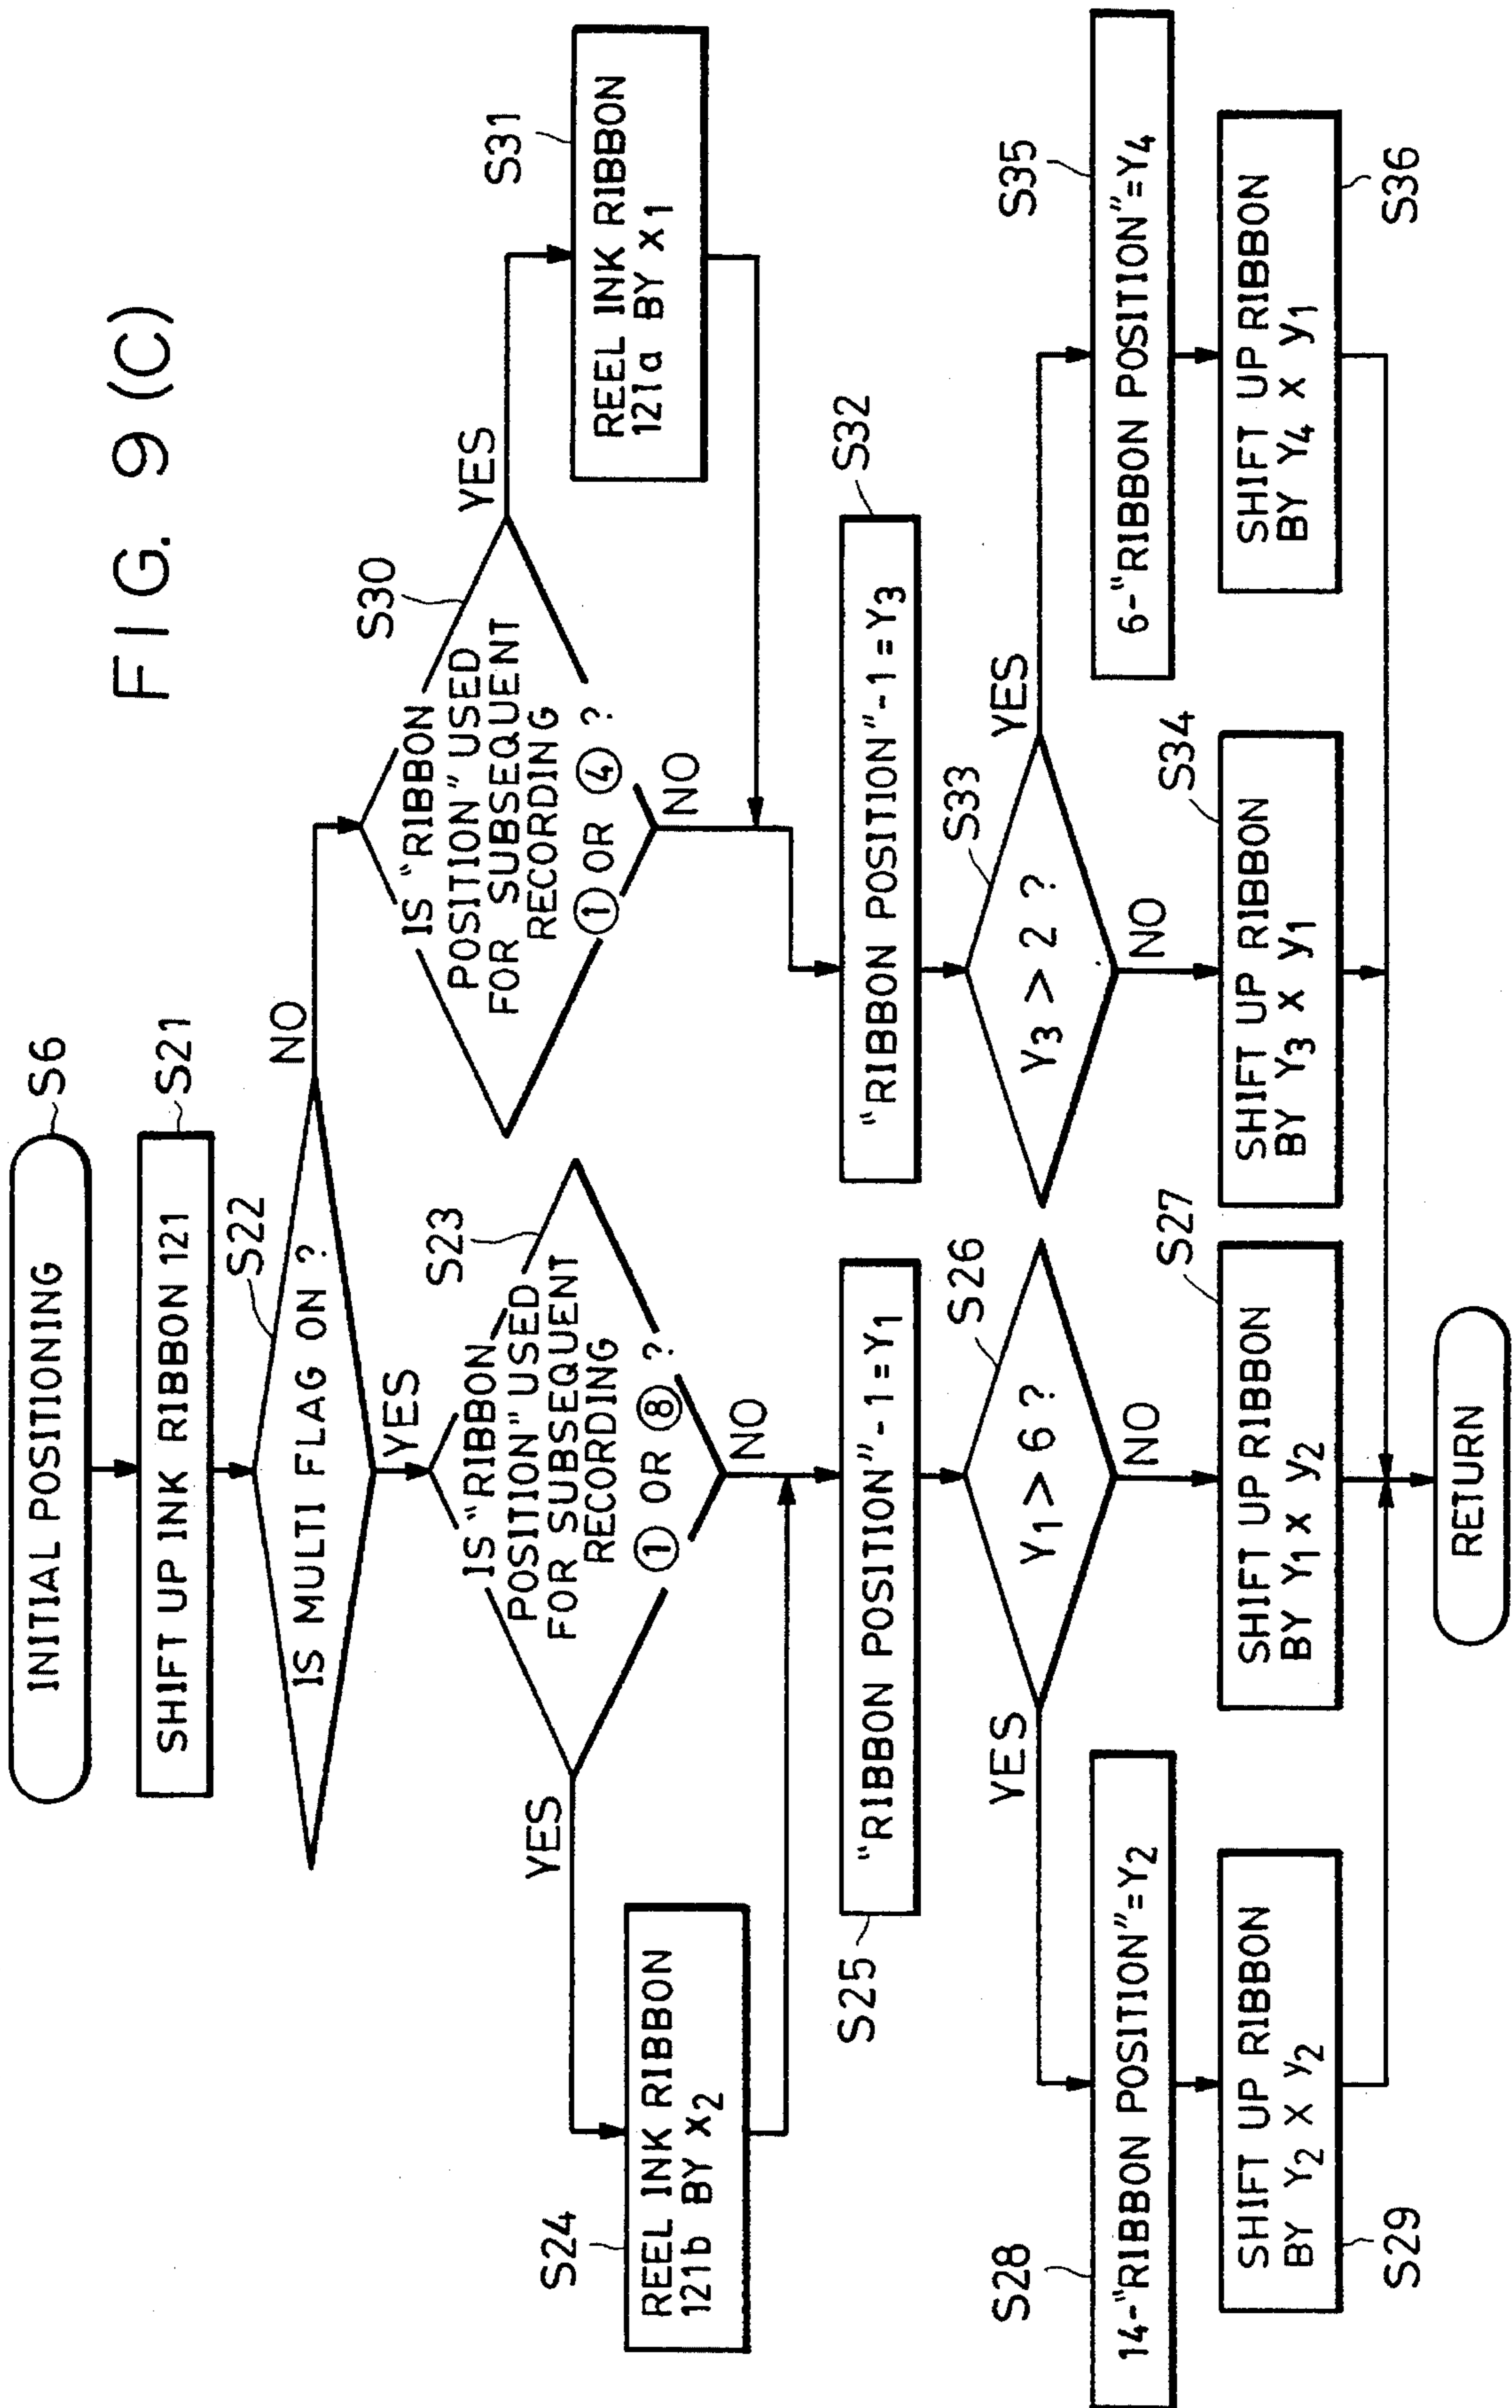 FIG. 9 (C)
INITIAL POSITIONING
S6
SHIFT UP INK RIBBON 121
S21
IS MULTI FLAG ON ?
S22
NO
YES
IS "RIBBON
POSITION" USED
FOR SUBSEQUENT
RECORDING
① OR ⑧ ?
S23
YES
NO
REEL INK RIBBON
121b BY x2
S24
"RIBBON POSITION"-1=Y1
S25
Y1 > 6 ?
S26
YES
NO
SHIFT UP RIBBON
BY Y1 x y2
S27
14-"RIBBON POSITION"=Y2
S28
SHIFT UP RIBBON
BY Y2 x y2
S29
IS "RIBBON
POSITION" USED
FOR SUBSEQUENT
RECORDING
① OR ④ ?
S30
YES
NO
REEL INK RIBBON
121a BY x1
S31
"RIBBON POSITION"-1=Y3
S32
Y3 > 2 ?
S33
YES
NO
SHIFT UP RIBBON
BY Y3 x y1
S34
6-"RIBBON POSITION"=Y4
S35
SHIFT UP RIBBON
BY Y4 x y1
S36
RETURN